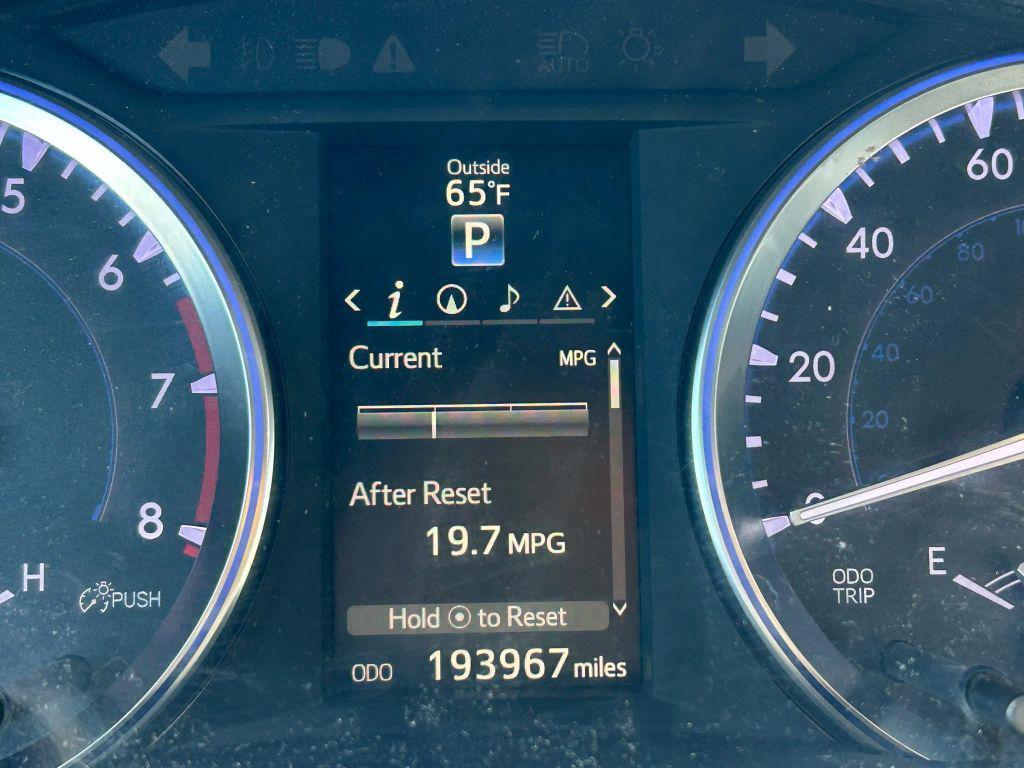 AUTO
Outside
65°F
P
5
6
7
8
H
PUSH
< i >
Current MPG
After Reset
19.7 MPG
Hold ⦿ to Reset
ODO 193967 miles
60
40
20
0
80
60
40
20
ODO
TRIP
E